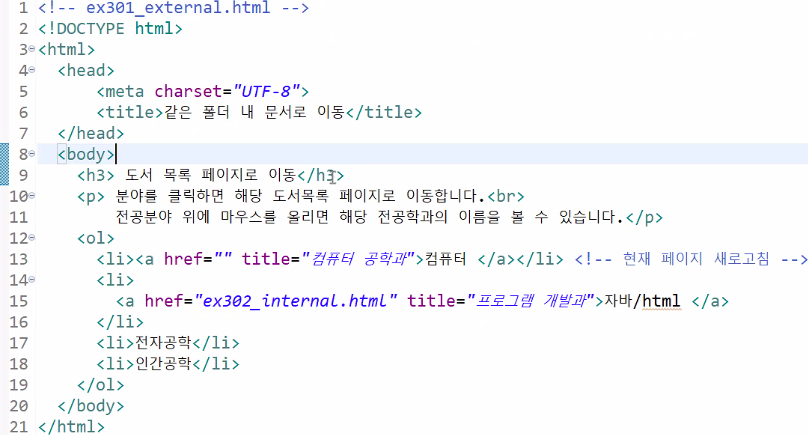 1 <!-- ex301_external.html -->
2 <!DOCTYPE html>
3 <html>
4 <head>
5 <meta charset="UTF-8">
6 <title>같은 폴더 내 문서로 이동</title>
7 </head>
8 <body>
9 <h3> 도서 목록 페이지로 이동</h3>
10 <p> 분야를 클릭하면 해당 도서목록 페이지로 이동합니다.<br>
11 전공분야 위에 마우스를 올리면 해당 전공학과의 이름을 볼 수 있습니다.</p>
12 <ol>
13 <li><a href="" title="컴퓨터 공학과">컴퓨터 </a></li> <!-- 현재 페이지 새로고침 -->
14 <li>
15 <a href="ex302_internal.html" title="프로그램 개발과">자바/html </a>
16 </li>
17 <li>전자공학</li>
18 <li>인간공학</li>
19 </ol>
20 </body>
21 </html>